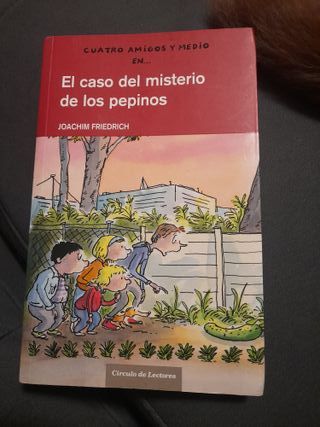 CUATRO AMIGOS Y MEDIO
EN...
El caso del misterio
de los pepinos
JOACHIM FRIEDRICH
Círculo de Lectores